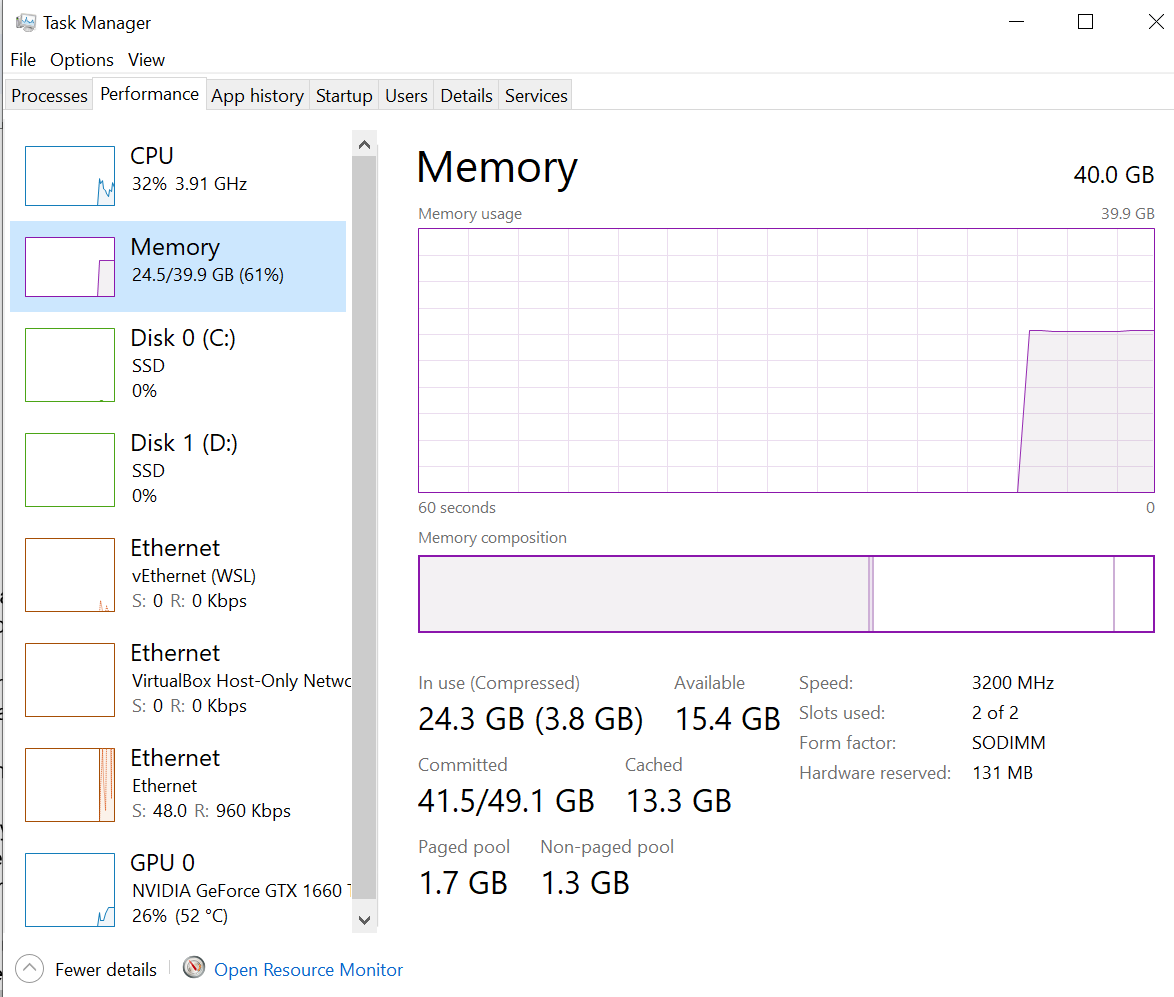 Task Manager
File Options View
Processes Performance App history Startup Users Details Services
CPU
32% 3.91 GHz
Memory
24.5/39.9 GB (61%)
Disk 0 (C:)
SSD
0%
Disk 1 (D:)
SSD
0%
Ethernet
vEthernet (WSL)
S: 0 R: 0 Kbps
Ethernet
VirtualBox Host-Only Netwo
S: 0 R: 0 Kbps
Ethernet
Ethernet
S: 48.0 R: 960 Kbps
GPU 0
NVIDIA GeForce GTX 1660 T
26% (52 °C)
Memory 40.0 GB
Memory usage 39.9 GB
60 seconds 0
Memory composition
In use (Compressed) Available
24.3 GB (3.8 GB) 15.4 GB
Committed Cached
41.5/49.1 GB 13.3 GB
Paged pool Non-paged pool
1.7 GB 1.3 GB
Speed: 3200 MHz
Slots used: 2 of 2
Form factor: SODIMM
Hardware reserved: 131 MB
Fewer details Open Resource Monitor